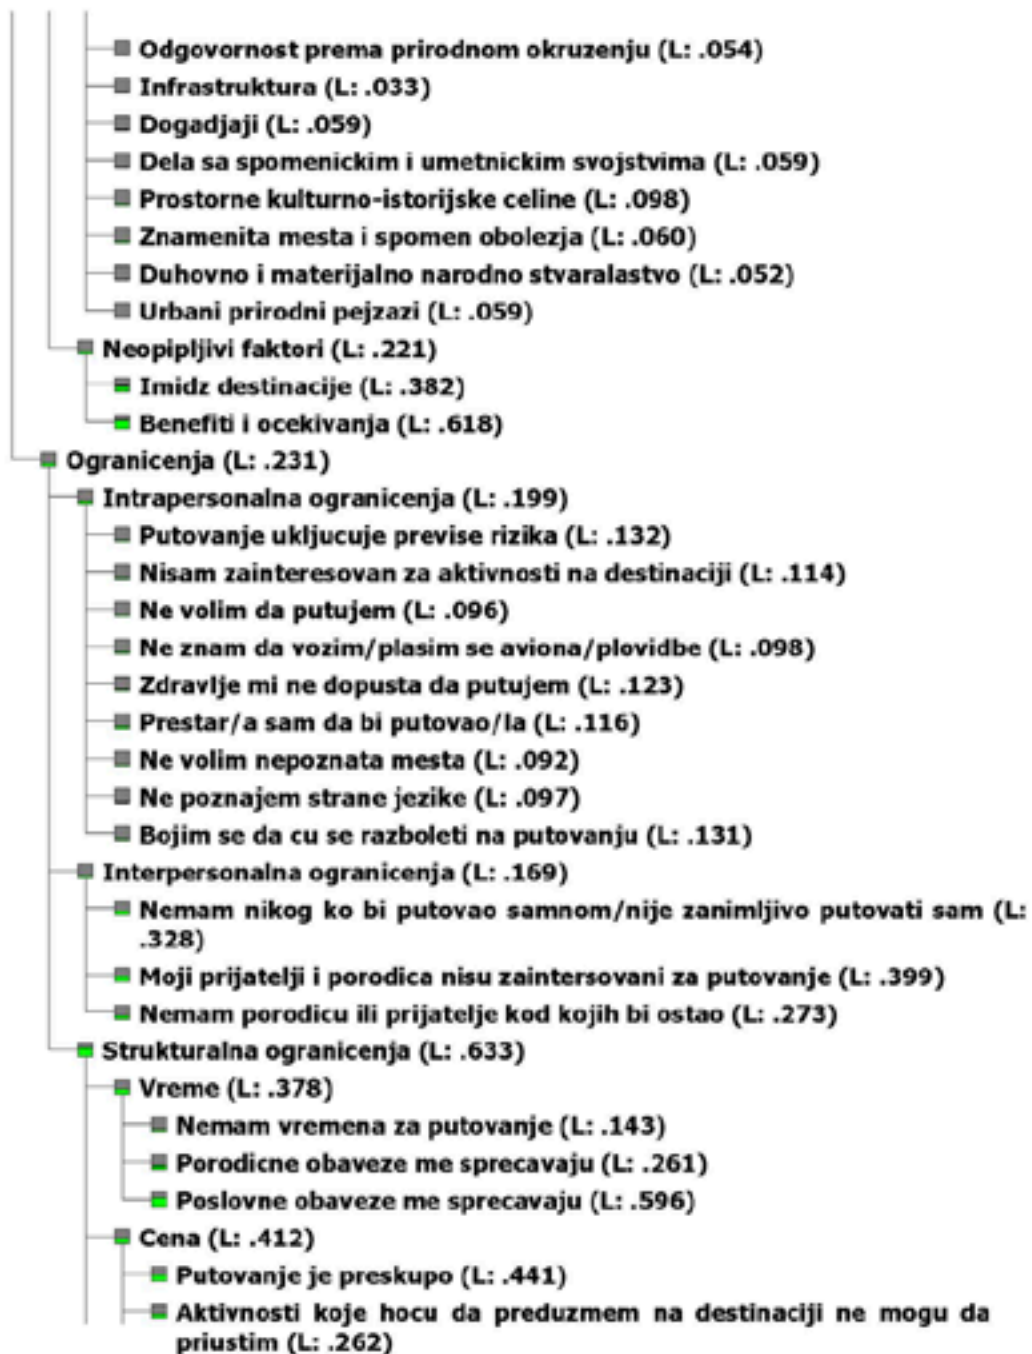 Odgovornost prema prirodnom okruzenju (L: .054)
Infrastruktura (L: .033)
Dogadjaji (L: .059)
Dela sa spomenickim i umetnickim svojstvima (L: .059)
Prostorne kulturno-istorijske celine (L: .098)
Znamenita mesta i spomen obolezja (L: .060)
Duhovno i materijalno narodno stvaralastvo (L: .052)
Urbani prirodni pejzazi (L: .059)
Neopipljivi faktori (L: .221)
Imidz destinacije (L: .382)
Benefiti i ocekivanja (L: .618)
Ogranicenja (L: .231)
Intrapersonalna ogranicenja (L: .199)
Putovanje ukljucuje previse rizika (L: .132)
Nisam zainteresovan za aktivnosti na destinaciji (L: .114)
Ne volim da putujem (L: .096)
Ne znam da vozim/plasim se aviona/plovidbe (L: .098)
Zdravlje mi ne dopusta da putujem (L: .123)
Prestar/a sam da bi putovao/la (L: .116)
Ne volim nepoznata mesta (L: .092)
Ne poznajem strane jezike (L: .097)
Bojim se da cu se razboleti na putovanju (L: .131)
Interpersonalna ogranicenja (L: .169)
Nemam nikog ko bi putovao samnom/nije zanimljivo putovati sam (L:
.328)
Moji prijatelji i porodica nisu zaintersovani za putovanje (L: .399)
Nemam porodicu ili prijatelje kod kojih bi ostao (L: .273)
Strukturalna ogranicenja (L: .633)
Vreme (L: .378)
Nemam vremena za putovanje (L: .143)
Porodicne obaveze me sprecavaju (L: .261)
Poslovne obaveze me sprecavaju (L: .596)
Cena (L: .412)
Putovanje je preskupo (L: .441)
Aktivnosti koje hocu da preduzmem na destinaciji ne mogu da
priustim (L: .262)